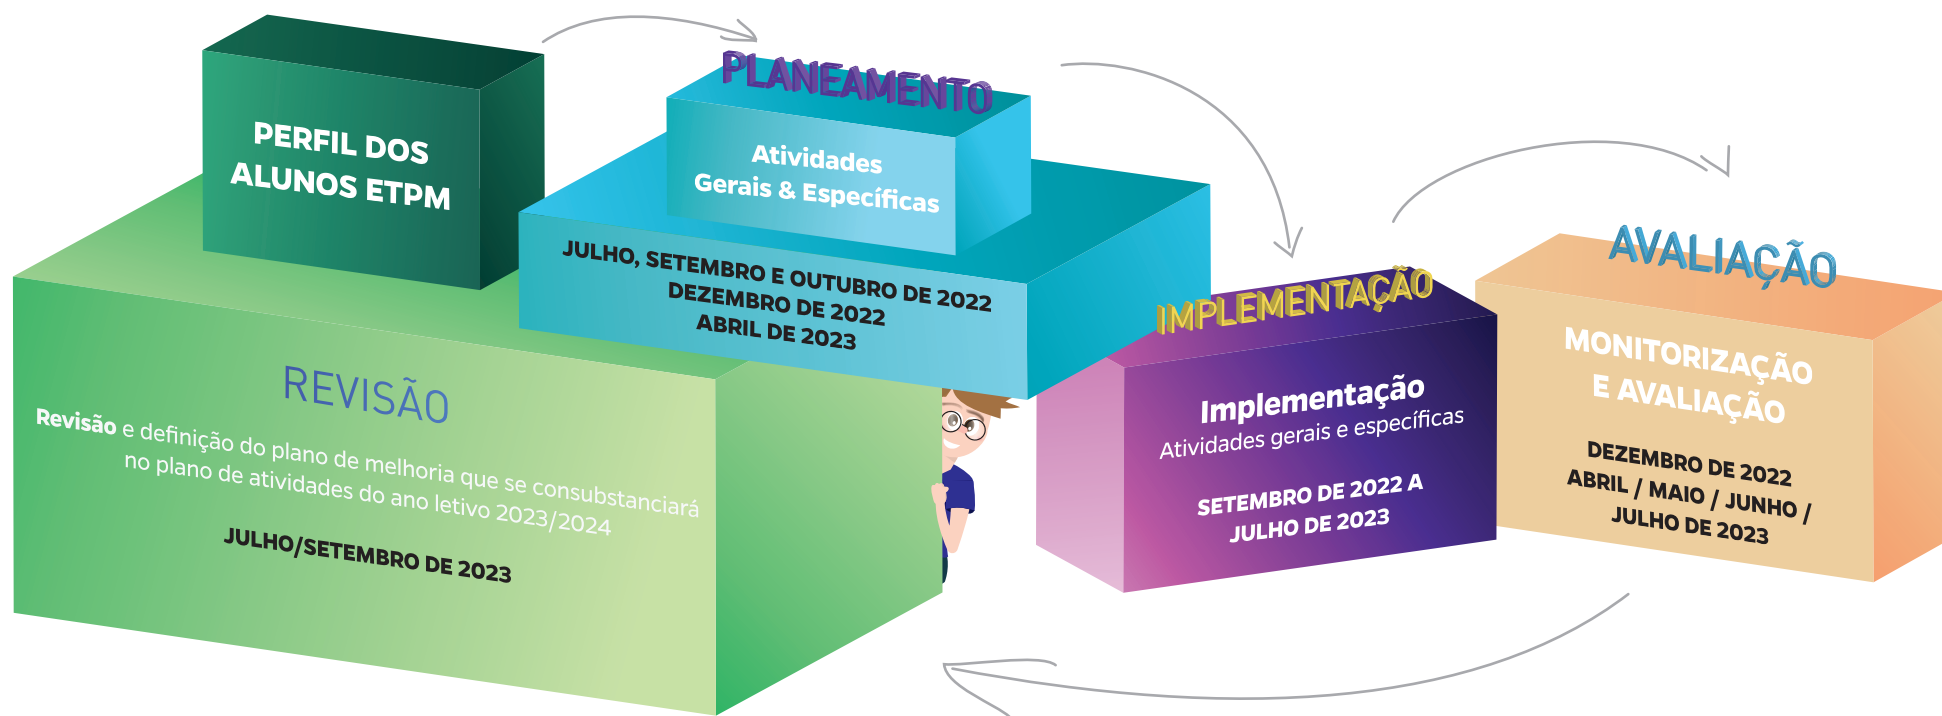 PERFIL DOS
ALUNOS ETPM
PLANEAMENTO
Atividades
Gerais & Específicas
JULHO, SETEMBRO E OUTUBRO DE 2022
DEZEMBRO DE 2022
ABRIL DE 2023
IMPLEMENTAÇÃO
Implementação
Atividades gerais e específicas
SETEMBRO DE 2022 A
JULHO DE 2023
AVALIAÇÃO
MONITORIZAÇÃO
E AVALIAÇÃO
DEZEMBRO DE 2022
ABRIL / MAIO / JUNHO /
JULHO DE 2023
REVISÃO
Revisão e definição do plano de melhoria que se consubstanciará
no plano de atividades do ano letivo 2023/2024
JULHO/SETEMBRO DE 2023